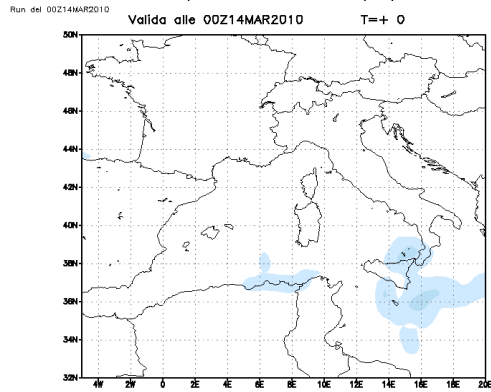 Run del 00Z14MAR2010
Valida alle 00Z14MAR2010 T=+ 0
50N
48N
46N
44N
42N
40N
38N
36N
34N
32N
4W 2W 0 2E 4E 6E 8E 10E 12E 14E 16E 18E 20E